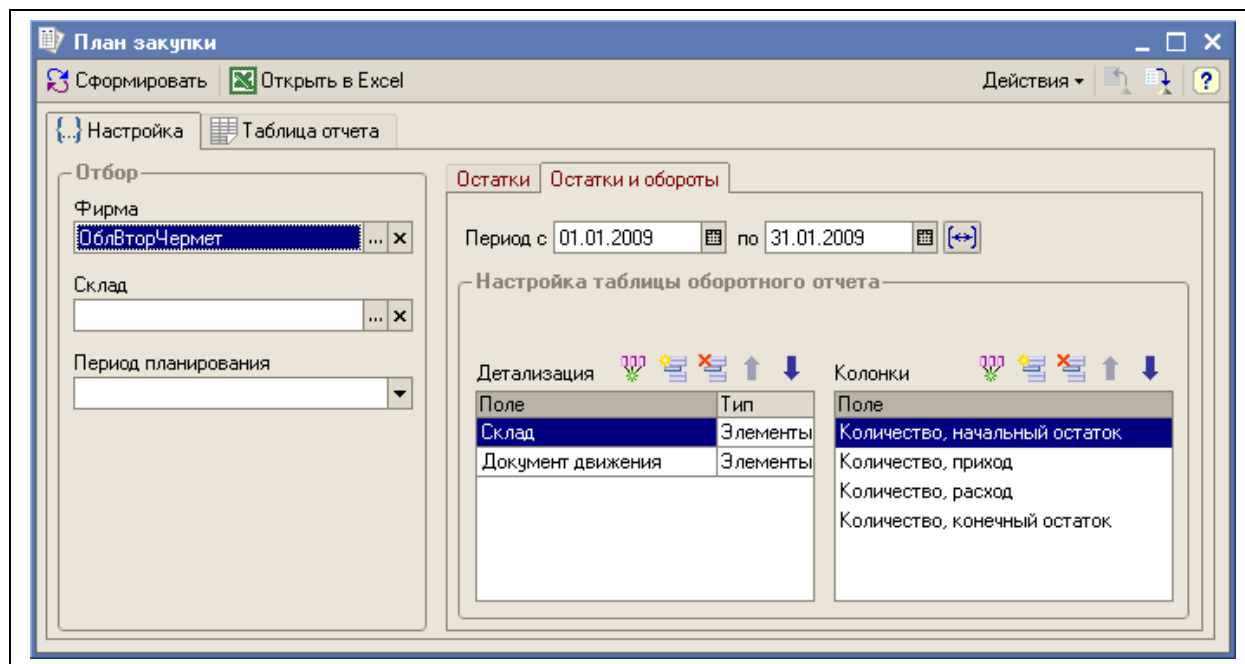 План закупки
Сформировать Открыть в Excel Действия ?
{...} Настройка Таблица отчета
Отбор
Фирма
ОблВторЧермет ... x
Склад
... x
Период планирования
Остатки Остатки и обороты
Период с 01.01.2009 по 31.01.2009
Настройка таблицы оборотного отчета
Детализация
Поле Тип
Склад Элементы
Документ движения Элементы
Колонки
Поле
Количество, начальный остаток
Количество, приход
Количество, расход
Количество, конечный остаток